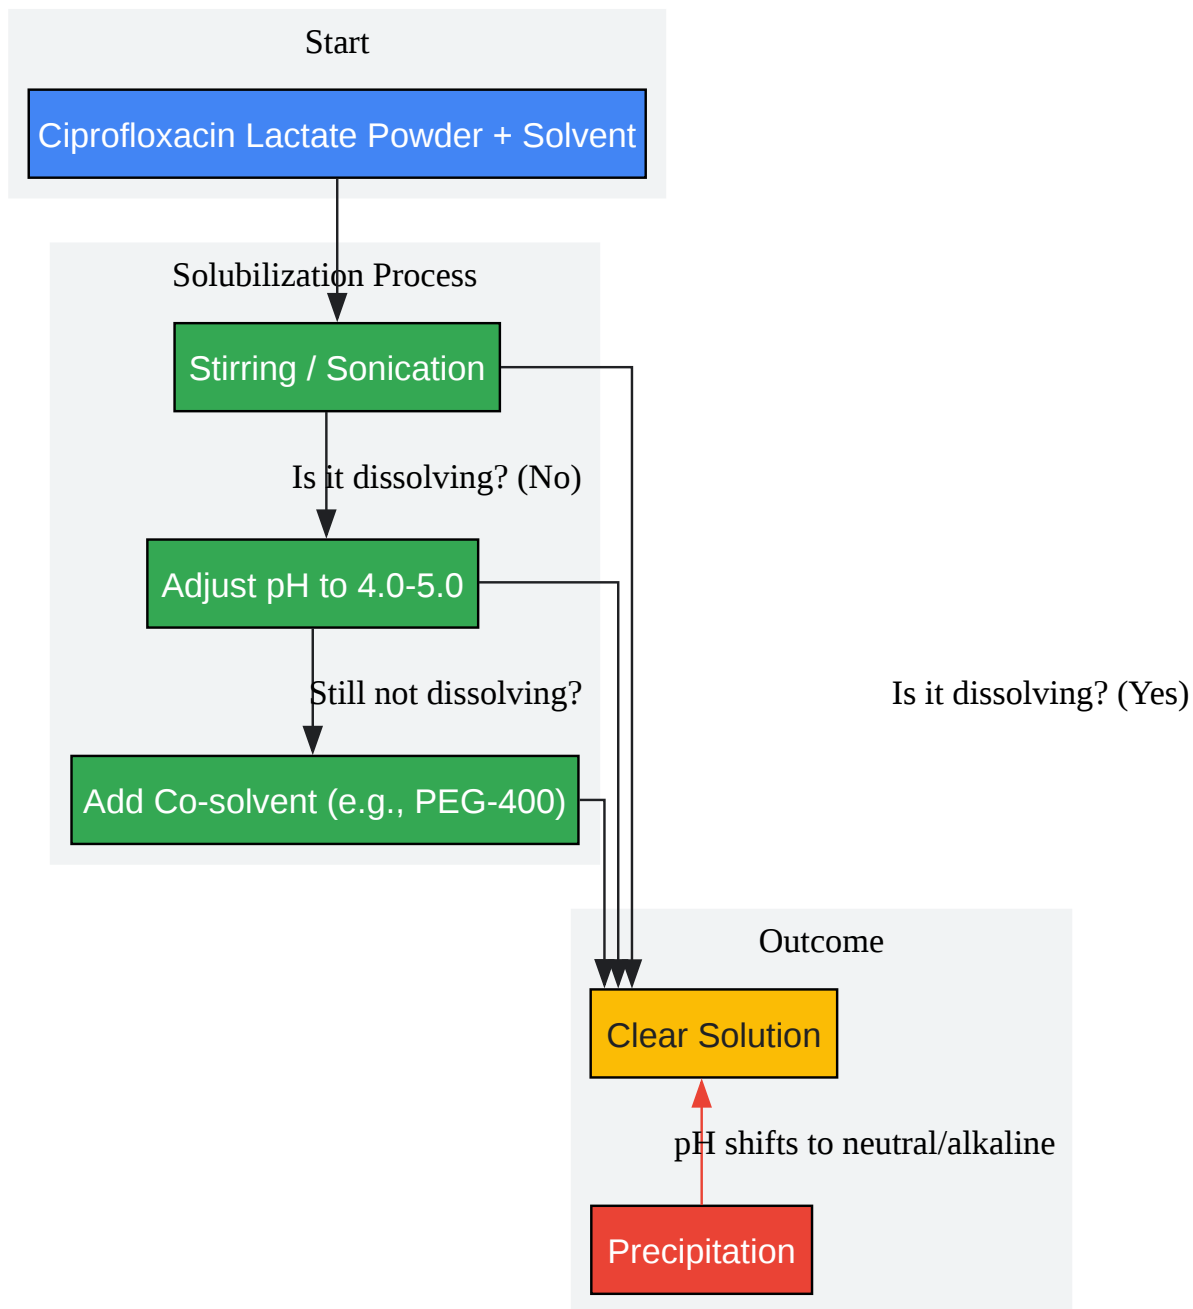 Start
Ciprofloxacin Lactate Powder + Solvent
Solubilization Process
Stirring / Sonication
Is it dissolving? (No)
Adjust pH to 4.0-5.0
Still not dissolving?
Is it dissolving? (Yes)
Add Co-solvent (e.g., PEG-400)
Outcome
Clear Solution
pH shifts to neutral/alkaline
Precipitation